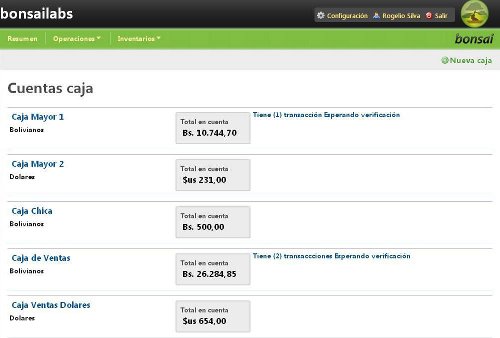 bonsailabs
Configuración Rogelio Silva Salir
Resumen Operaciones Inventarios bonsai
Nueva caja
Cuentas caja
Caja Mayor 1
Bolivianos
Total en cuenta
Bs. 10.744,70
Tiene (1) transacción Esperando verificación
Caja Mayor 2
Dolares
Total en cuenta
$us 231,00
Caja Chica
Bolivianos
Total en cuenta
Bs. 500,00
Caja de Ventas
Bolivianos
Total en cuenta
Bs. 26.284,85
Tiene (2) transaccciones Esperando verificación
Caja Ventas Dolares
Dolares
Total en cuenta
$us 654,00